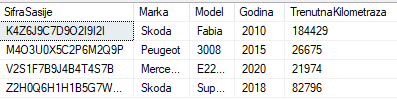 SifraSasije Marka Model Godina TrenutnaKilometraza
K4Z6J9C7D9O2I9I2I Skoda Fabia 2010 184429
M4O3U0X5C2P6M2Q9P Peugeot 3008 2015 26675
V2S1F7B9J4B4T4S7B Merce... E22... 2020 21974
Z2H0Q6H1H1B5G7W... Skoda Sup... 2018 82796